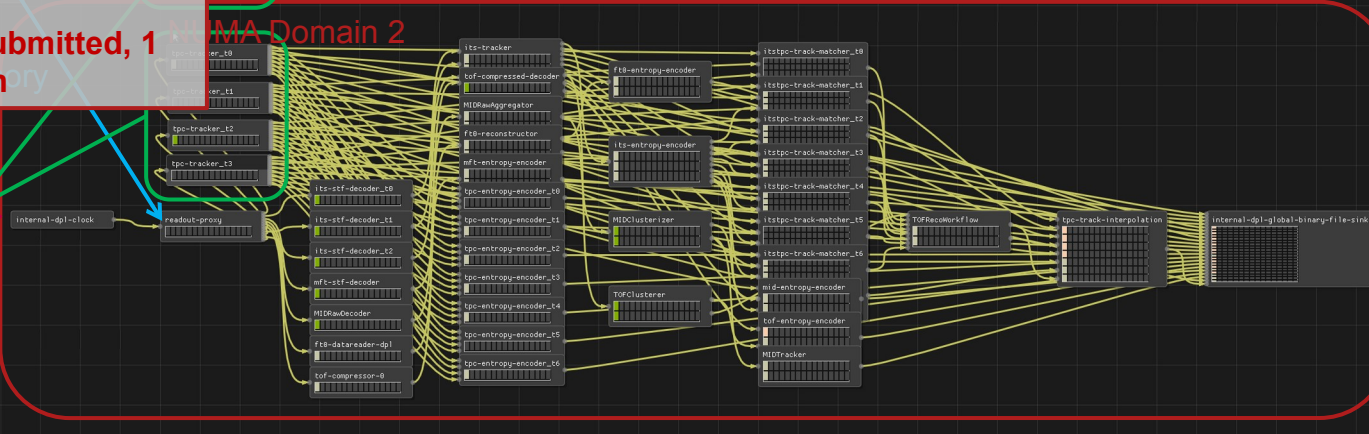 ubmitted, 1
n
ory
MA Domain 2
tpc-tracker_t0
tpc-tracker_t1
tpc-tracker_t2
tpc-tracker_t3
internal-dpl-clock
readout-proxy
its-stf-decoder_t0
its-stf-decoder_t1
its-stf-decoder_t2
mft-stf-decoder
MIDRawDecoder
ft0-datareader-dpl
tof-compressor-0
its-tracker
tof-compressed-decoder
MIDRawAggregator
ft0-reconstructor
mft-entropy-encoder
tpc-entropy-encoder_t0
tpc-entropy-encoder_t1
tpc-entropy-encoder_t2
tpc-entropy-encoder_t3
tpc-entropy-encoder_t4
tpc-entropy-encoder_t5
tpc-entropy-encoder_t6
ft0-entropy-encoder
its-entropy-encoder
MIDClusterizer
TOFClusterer
itstpc-track-matcher_t0
itstpc-track-matcher_t1
itstpc-track-matcher_t2
itstpc-track-matcher_t3
itstpc-track-matcher_t4
itstpc-track-matcher_t5
itstpc-track-matcher_t6
mid-entropy-encoder
tof-entropy-encoder
MIDTracker
TOFRecoWorkflow
tpc-track-interpolation
internal-dpl-global-binary-file-sink